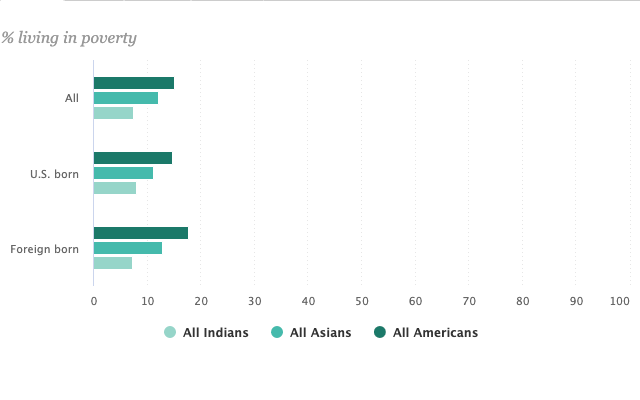 % living in poverty
All
U.S. born
Foreign born
0 10 20 30 40 50 60 70 80 90 100
All Indians All Asians All Americans